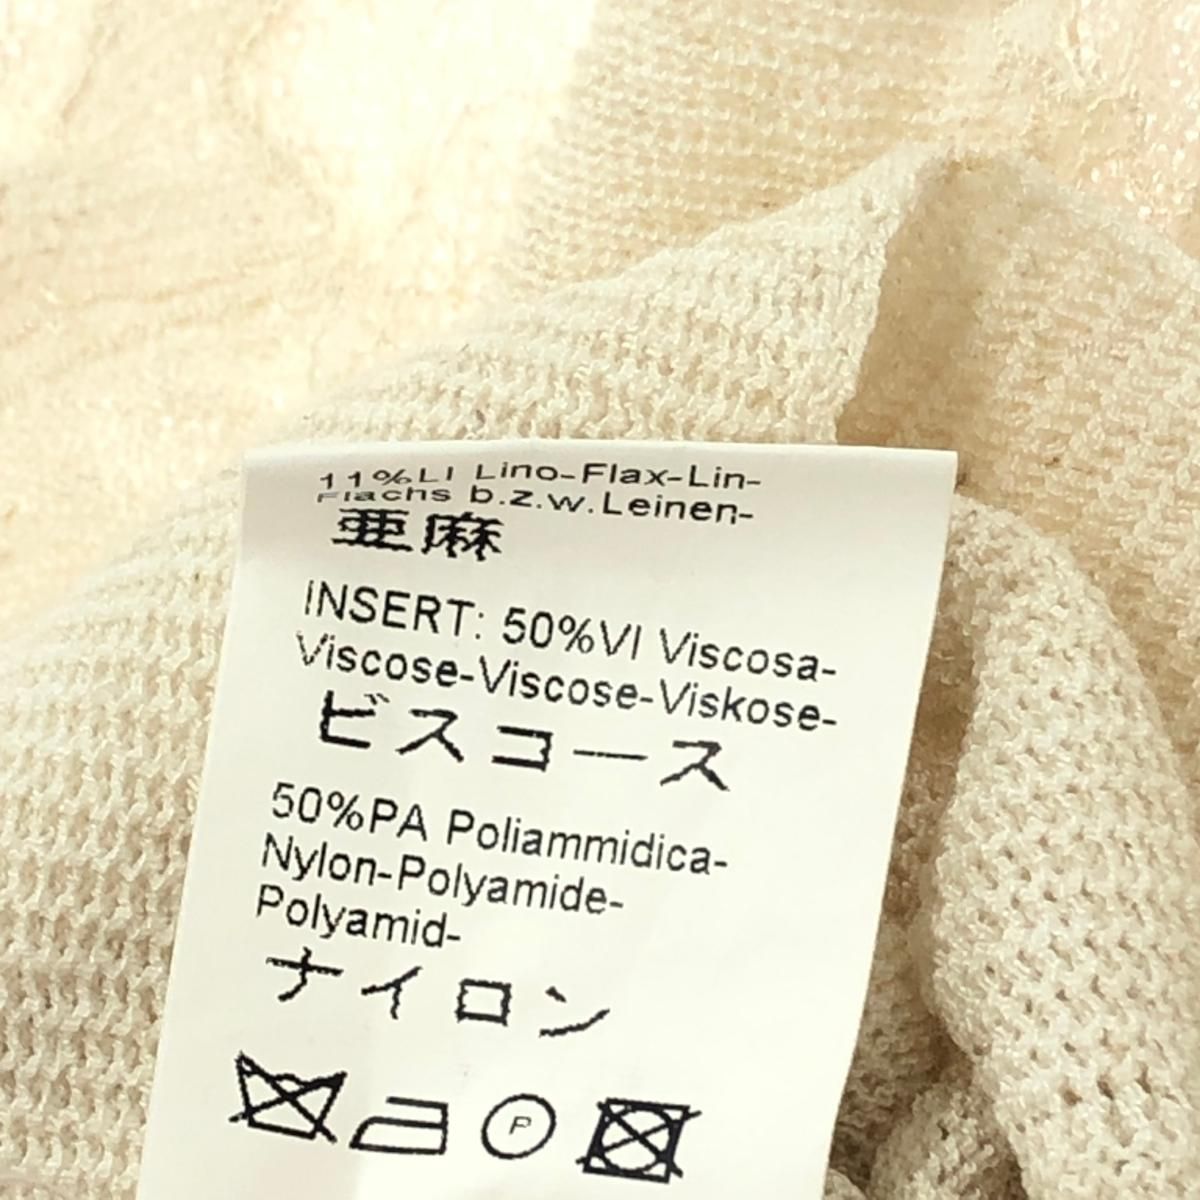 11%LI Lino-Flax-Lin-
Flachs b.z.w.Leinen-
亜麻
INSERT: 50%VI Viscosa-
Viscose-Viscose-Viskose-
ビスコース
50%PA Poliammidica-
Nylon-Polyamide-
Polyamid-
ナイロン
P